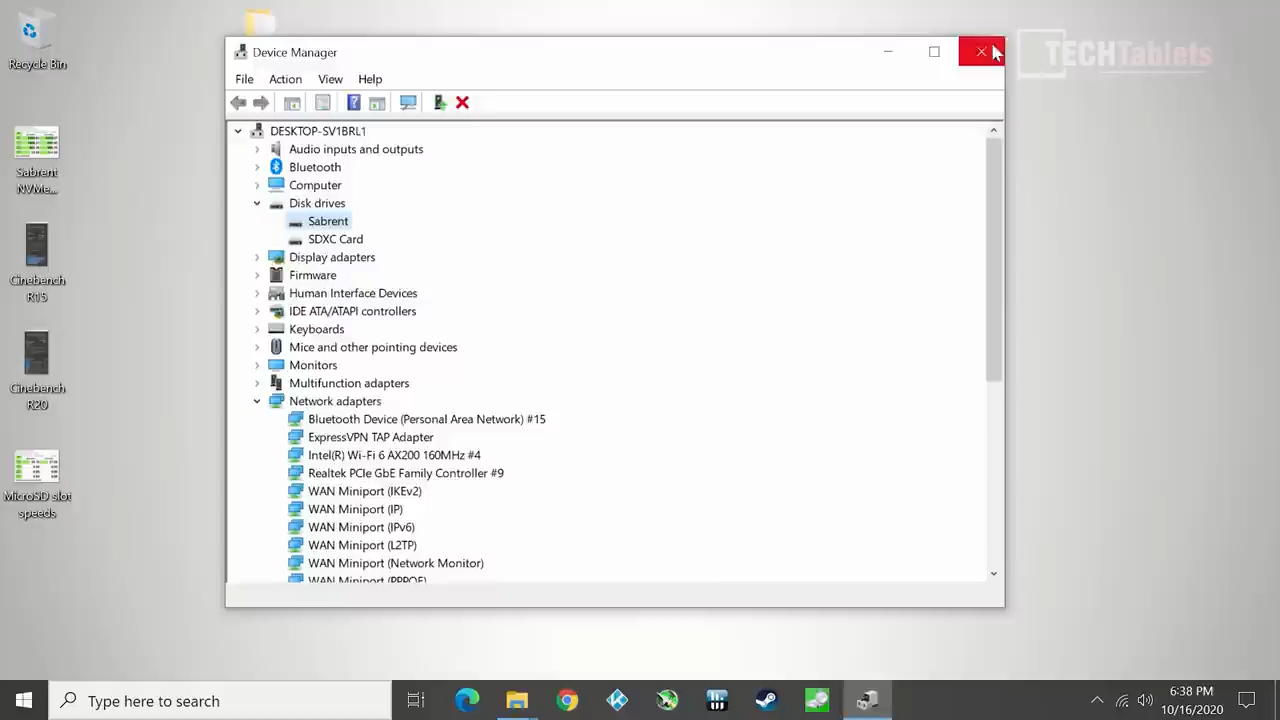 Recycle Bin
Sabrent
NVMe...
Cinebench
R15
Cinebench
R20
MicroSD slot
speeds
TECHTablets
Device Manager
File Action View Help
DESKTOP-SV1BRL1
Audio inputs and outputs
Bluetooth
Computer
Disk drives
Sabrent
SDXC Card
Display adapters
Firmware
Human Interface Devices
IDE ATA/ATAPI controllers
Keyboards
Mice and other pointing devices
Monitors
Multifunction adapters
Network adapters
Bluetooth Device (Personal Area Network) #15
ExpressVPN TAP Adapter
Intel(R) Wi-Fi 6 AX200 160MHz #4
Realtek PCIe GbE Family Controller #9
WAN Miniport (IKEv2)
WAN Miniport (IP)
WAN Miniport (IPv6)
WAN Miniport (L2TP)
WAN Miniport (Network Monitor)
WAN Miniport (PPPOE)
Type here to search
6:38 PM
10/16/2020